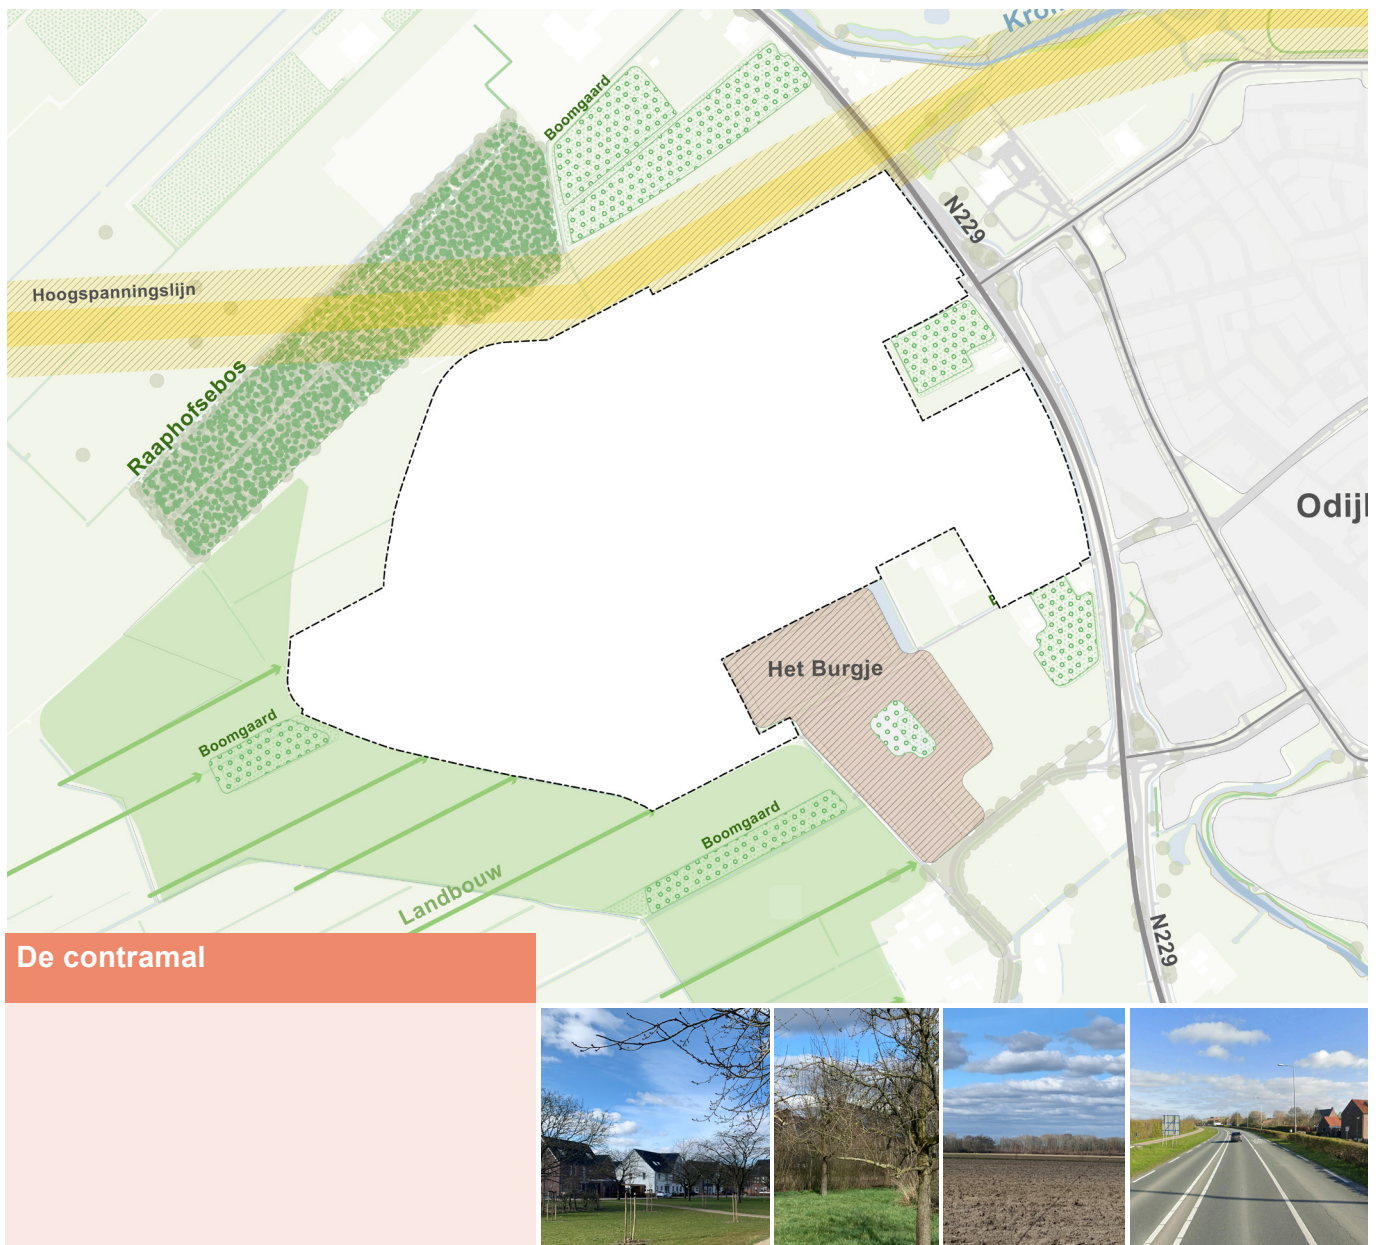 Boomgaard
N229
Hoogspanningslijn
Raaphofsebos
Het Burgje
Boomgaard
Boomgaard
Landbouw
N229
De contramal